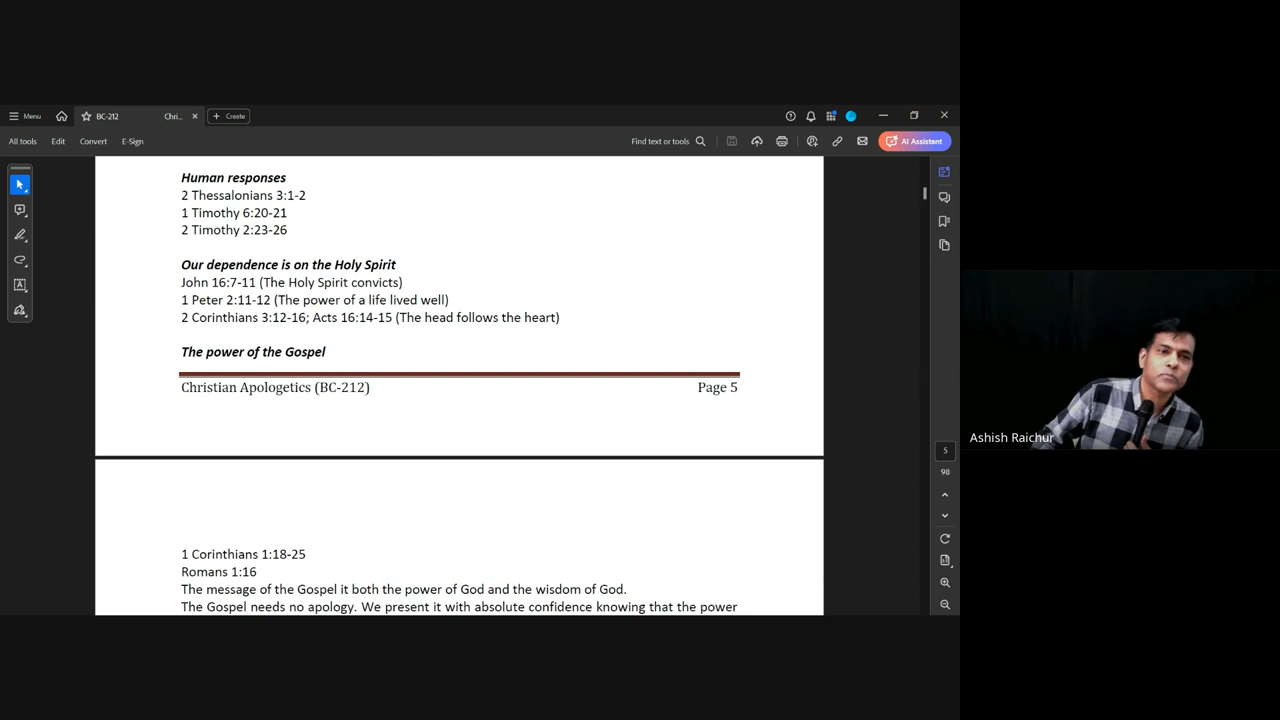 Menu
BC-212 Chri...
Create
All tools
Edit
Convert
E-Sign
Find text or tools
AI Assistant
Human responses
2 Thessalonians 3:1-2
1 Timothy 6:20-21
2 Timothy 2:23-26
Our dependence is on the Holy Spirit
John 16:7-11 (The Holy Spirit convicts)
1 Peter 2:11-12 (The power of a life lived well)
2 Corinthians 3:12-16; Acts 16:14-15 (The head follows the heart)
The power of the Gospel
Christian Apologetics (BC-212) Page 5
1 Corinthians 1:18-25
Romans 1:16
The message of the Gospel it both the power of God and the wisdom of God.
The Gospel needs no apology. We present it with absolute confidence knowing that the power
5
98
Ashish Raichur